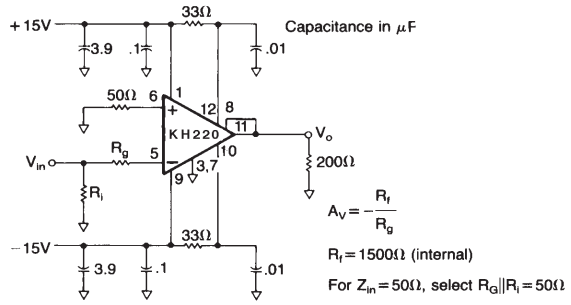 33Ω
+15V
Capacitance in μF
3.9
.1
.01
1
50Ω
6
12
8
+
KH220
11
Vo
Vin
Rg
5
−
3,7
10
200Ω
9
Ri
Av=−Rf/Rg
33Ω
−15V
Rf=1500Ω (internal)
3.9
.1
.01
For Zin=50Ω, select RG||Ri=50Ω